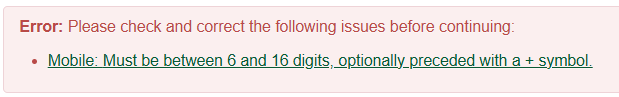 Error: Please check and correct the following issues before continuing:
Mobile: Must be between 6 and 16 digits, optionally preceded with a + symbol.